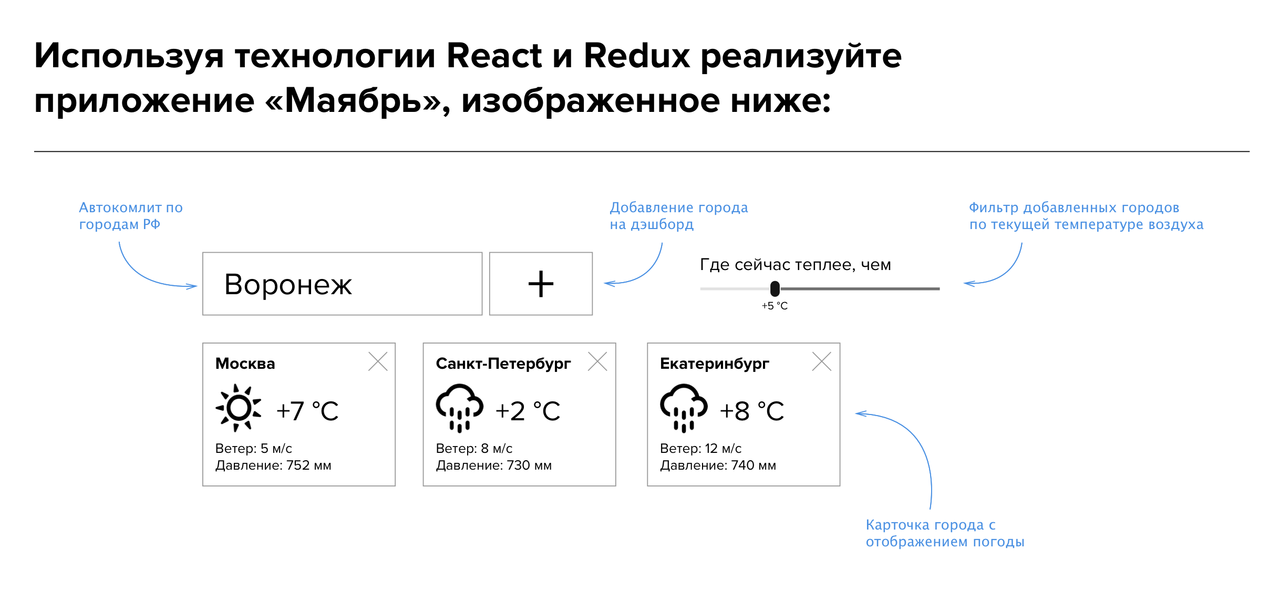 Используя технологии React и Redux реализуйте
приложение «Маябрь», изображенное ниже:
Автокомлит по
городам РФ
Добавление города
на дэшборд
Фильтр добавленных городов
по текущей температуре воздуха
Воронеж
+
Где сейчас теплее, чем
+5 °C
Москва
+7 °C
Ветер: 5 м/с
Давление: 752 мм
Санкт-Петербург
+2 °C
Ветер: 8 м/с
Давление: 730 мм
Екатеринбург
+8 °C
Ветер: 12 м/с
Давление: 740 мм
Карточка города с
отображением погоды